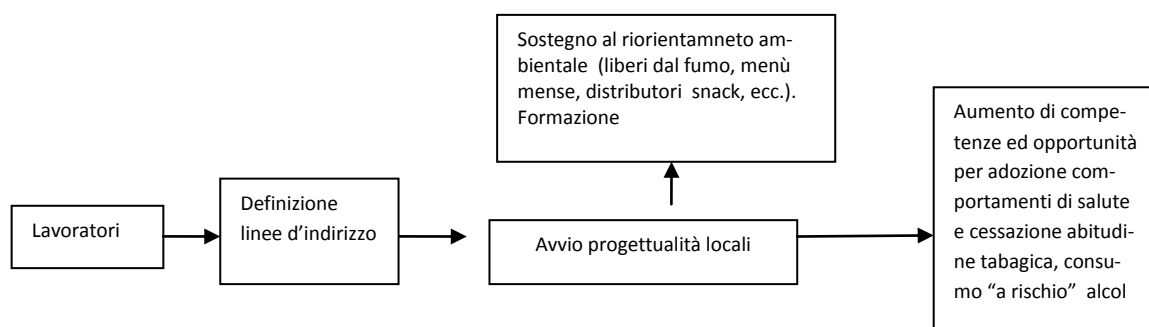 Sostegno al riorientamneto am-
bientale (liberi dal fumo, menù
mense, distributori snack, ecc.).
Formazione
Lavoratori
Definizione
linee d'indirizzo
Avvio progettualità locali
Aumento di compe-
tenze ed opportunità
per adozione com-
portamenti di salute
e cessazione abitudi-
ne tabagica, consu-
mo "a rischio" alcol